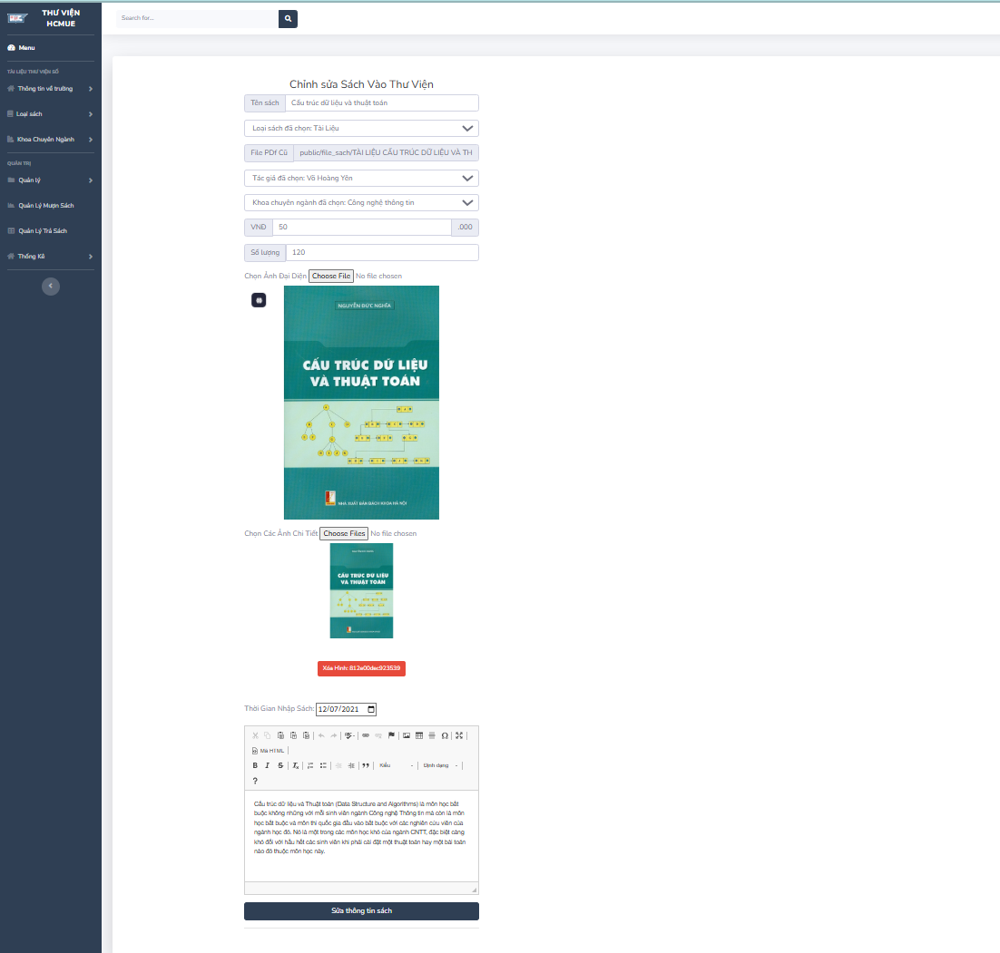 THƯ VIỆN
HCMUE
Search for...
Menu
TÀI LIỆU THƯ VIỆN SỐ
Thông tin về trường
Loại sách
Khoa Chuyên Ngành
QUẢN TRỊ
Quản lý
Quản Lý Mượn Sách
Quản Lý Trả Sách
Thống Kê
Chỉnh sửa Sách Vào Thư Viện
Tên sách Cấu trúc dữ liệu và thuật toán
Loại sách đã chọn: Tài Liệu
File PDf Cũ public/file_sach/TÀI LIỆU CẤU TRÚC DỮ LIỆU VÀ TH
Tác giả đã chọn: Võ Hoàng Yên
Khoa chuyên ngành đã chọn: Công nghệ thông tin
VNĐ 50 .000
Số lượng 120
Chọn Ảnh Đại Diện Choose File No file chosen
NGUYỄN ĐỨC NGHĨA
CẤU TRÚC DỮ LIỆU
VÀ THUẬT TOÁN
NHÀ XUẤT BẢN BÁCH KHOA HÀ NỘI
Chọn Các Ảnh Chi Tiết Choose Files No file chosen
CẤU TRÚC DỮ LIỆU
VÀ THUẬT TOÁN
Xóa Hình: 812a00dac923539
Thời Gian Nhập Sách: 12/07/2021
Mã HTML
B I S Kiểu Định dạng
?
Cấu trúc dữ liệu và Thuật toán (Data Structure and Algorithms) là môn học bắt
buộc không những với mỗi sinh viên ngành Công nghệ Thông tin mà còn là môn
học bắt buộc và môn thi quốc gia đầu vào bắt buộc với các nghiên cứu viên của
ngành học đó. Nó là một trong các môn học khó của ngành CNTT, đặc biệt càng
khó đối với hầu hết các sinh viên khi phải cài đặt một thuật toán hay một bài toán
nào đó thuộc môn học này.
Sửa thông tin sách